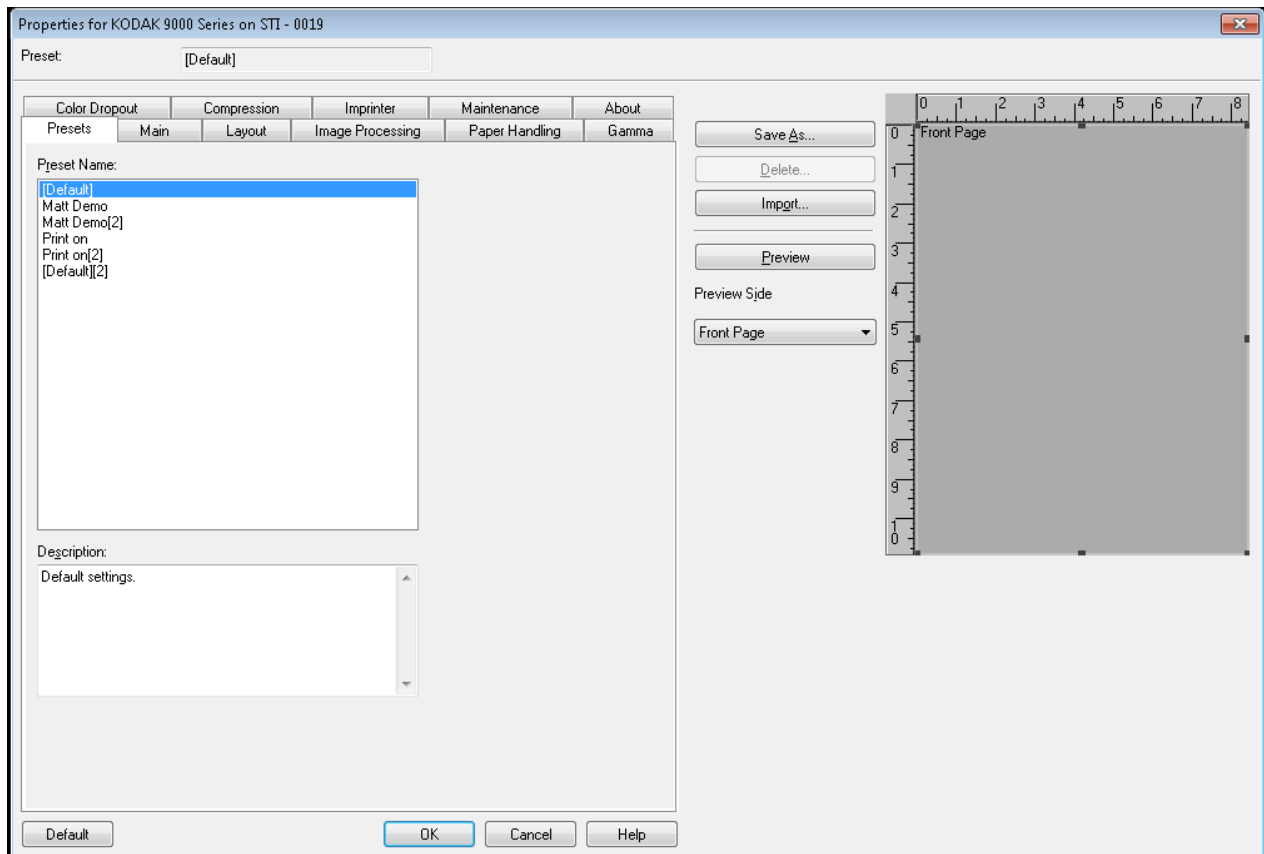 Properties for KODAK 9000 Series on STI - 0019
Preset: [Default]
Color Dropout Compression Imprinter Maintenance About
Presets Main Layout Image Processing Paper Handling Gamma
Preset Name:
[Default]
Matt Demo
Matt Demo[2]
Print on
Print on[2]
[Default][2]
Description:
Default settings.
Default OK Cancel Help
Save As...
Delete...
Import...
Preview
Preview Side
Front Page
0 1 2 3 4 5 6 7 8
Front Page
0
1
2
3
4
5
6
7
8
9
10